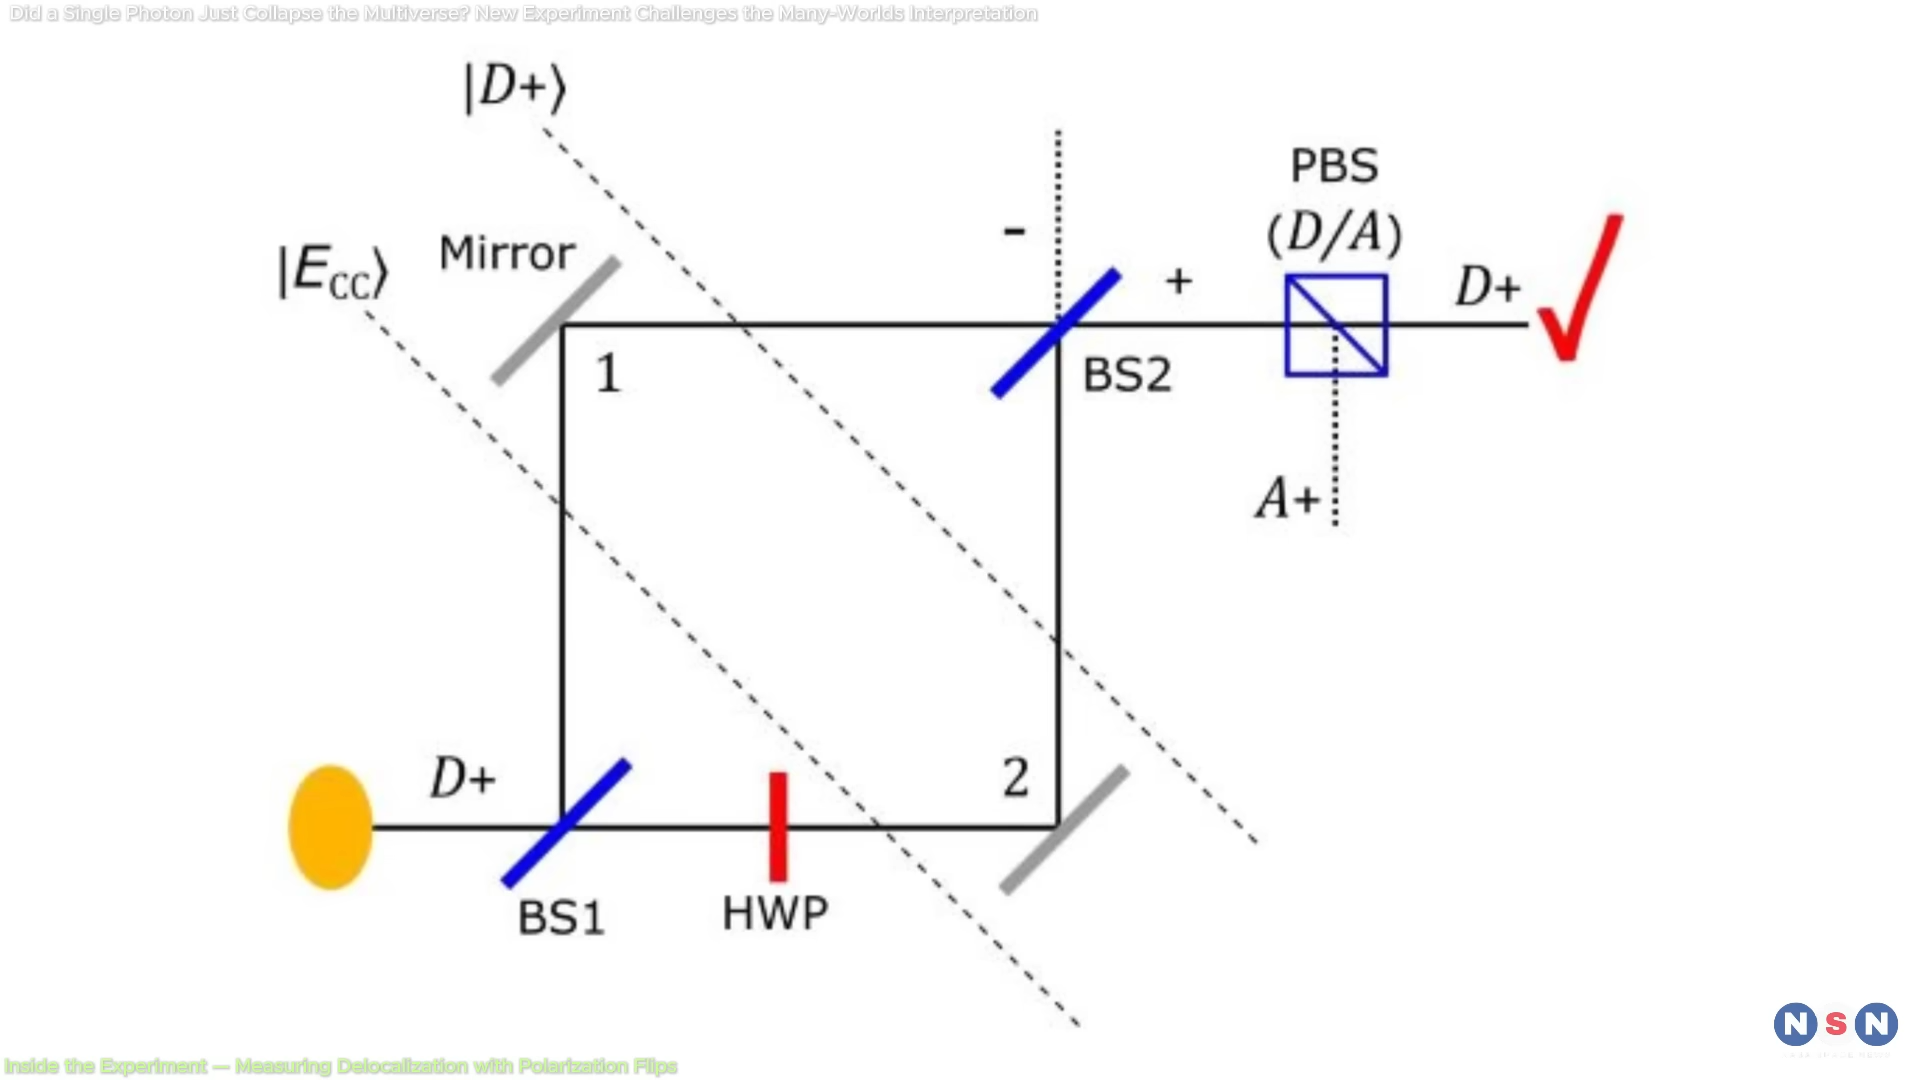 Did a Single Photon Just Collapse the Multiverse? New Experiment Challenges the Many-Worlds Interpretation
|D+⟩
PBS
(D/A)
-
Mirror
|E_CC⟩
+
D+
1
BS2
A+
D+
2
BS1
HWP
NSN
Inside the Experiment — Measuring Delocalization with Polarization Flips